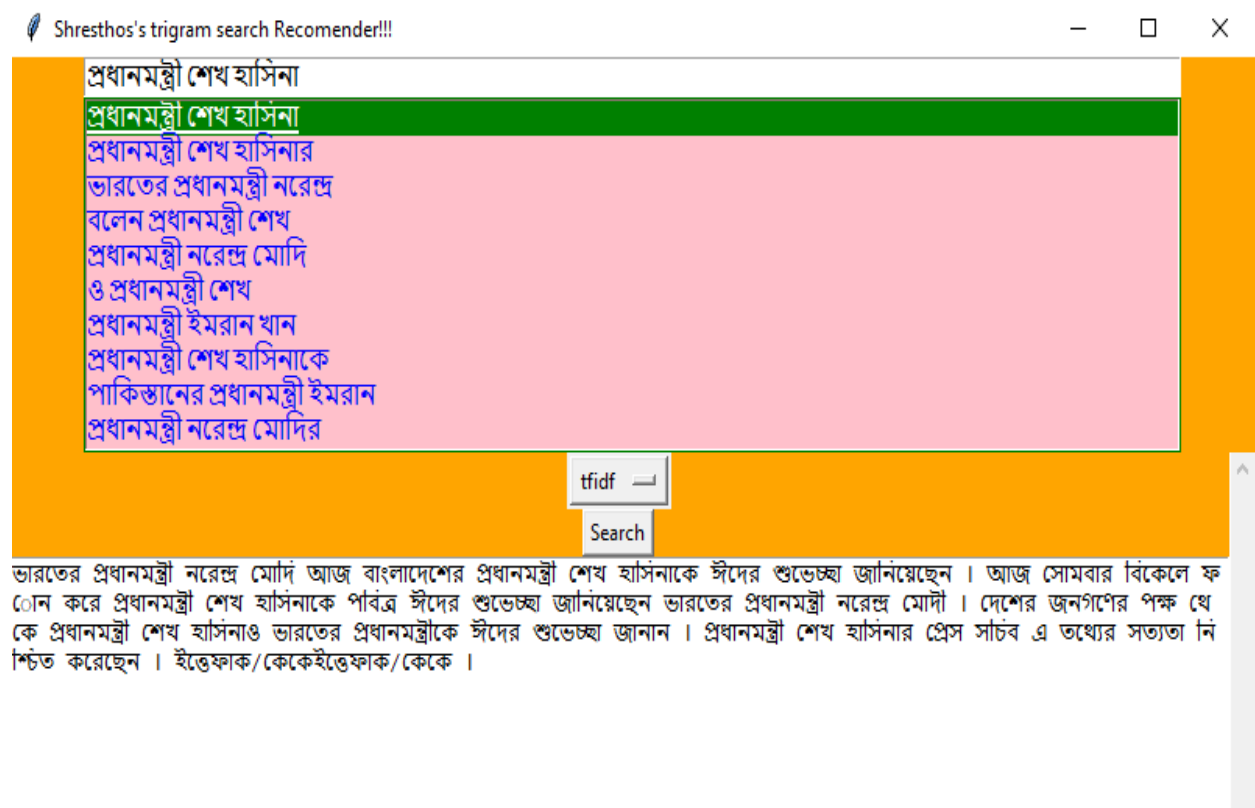 Shresthos's trigram search Recomender!!!
প্রধানমন্ত্রী শেখ হাসিনা
প্রধানমন্ত্রী শেখ হাসিনা
প্রধানমন্ত্রী শেখ হাসিনার
ভারতের প্রধানমন্ত্রী নরেন্দ্র
বলেন প্রধানমন্ত্রী শেখ
প্রধানমন্ত্রী নরেন্দ্র মোদি
ও প্রধানমন্ত্রী শেখ
প্রধানমন্ত্রী ইমরান খান
প্রধানমন্ত্রী শেখ হাসিনাকে
পাকিস্তানের প্রধানমন্ত্রী ইমরান
প্রধানমন্ত্রী নরেন্দ্র মোদির
tfidf
Search
ভারতের প্রধানমন্ত্রী নরেন্দ্র মোদি আজ বাংলাদেশের প্রধানমন্ত্রী শেখ হাসিনাকে ঈদের শুভেচ্ছা জানিয়েছেন । আজ সোমবার বিকেলে ফ
োন করে প্রধানমন্ত্রী শেখ হাসিনাকে পবিত্র ঈদের শুভেচ্ছা জানিয়েছেন ভারতের প্রধানমন্ত্রী নরেন্দ্র মোদী । দেশের জনগণের পক্ষ থে
কে প্রধানমন্ত্রী শেখ হাসিনাও ভারতের প্রধানমন্ত্রীকে ঈদের শুভেচ্ছা জানান । প্রধানমন্ত্রী শেখ হাসিনার প্রেস সচিব এ তথ্যের সত্যতা নি
শ্চিত করেছেন । ইত্তেফাক/কেকেইত্তেফাক/কেকে ।